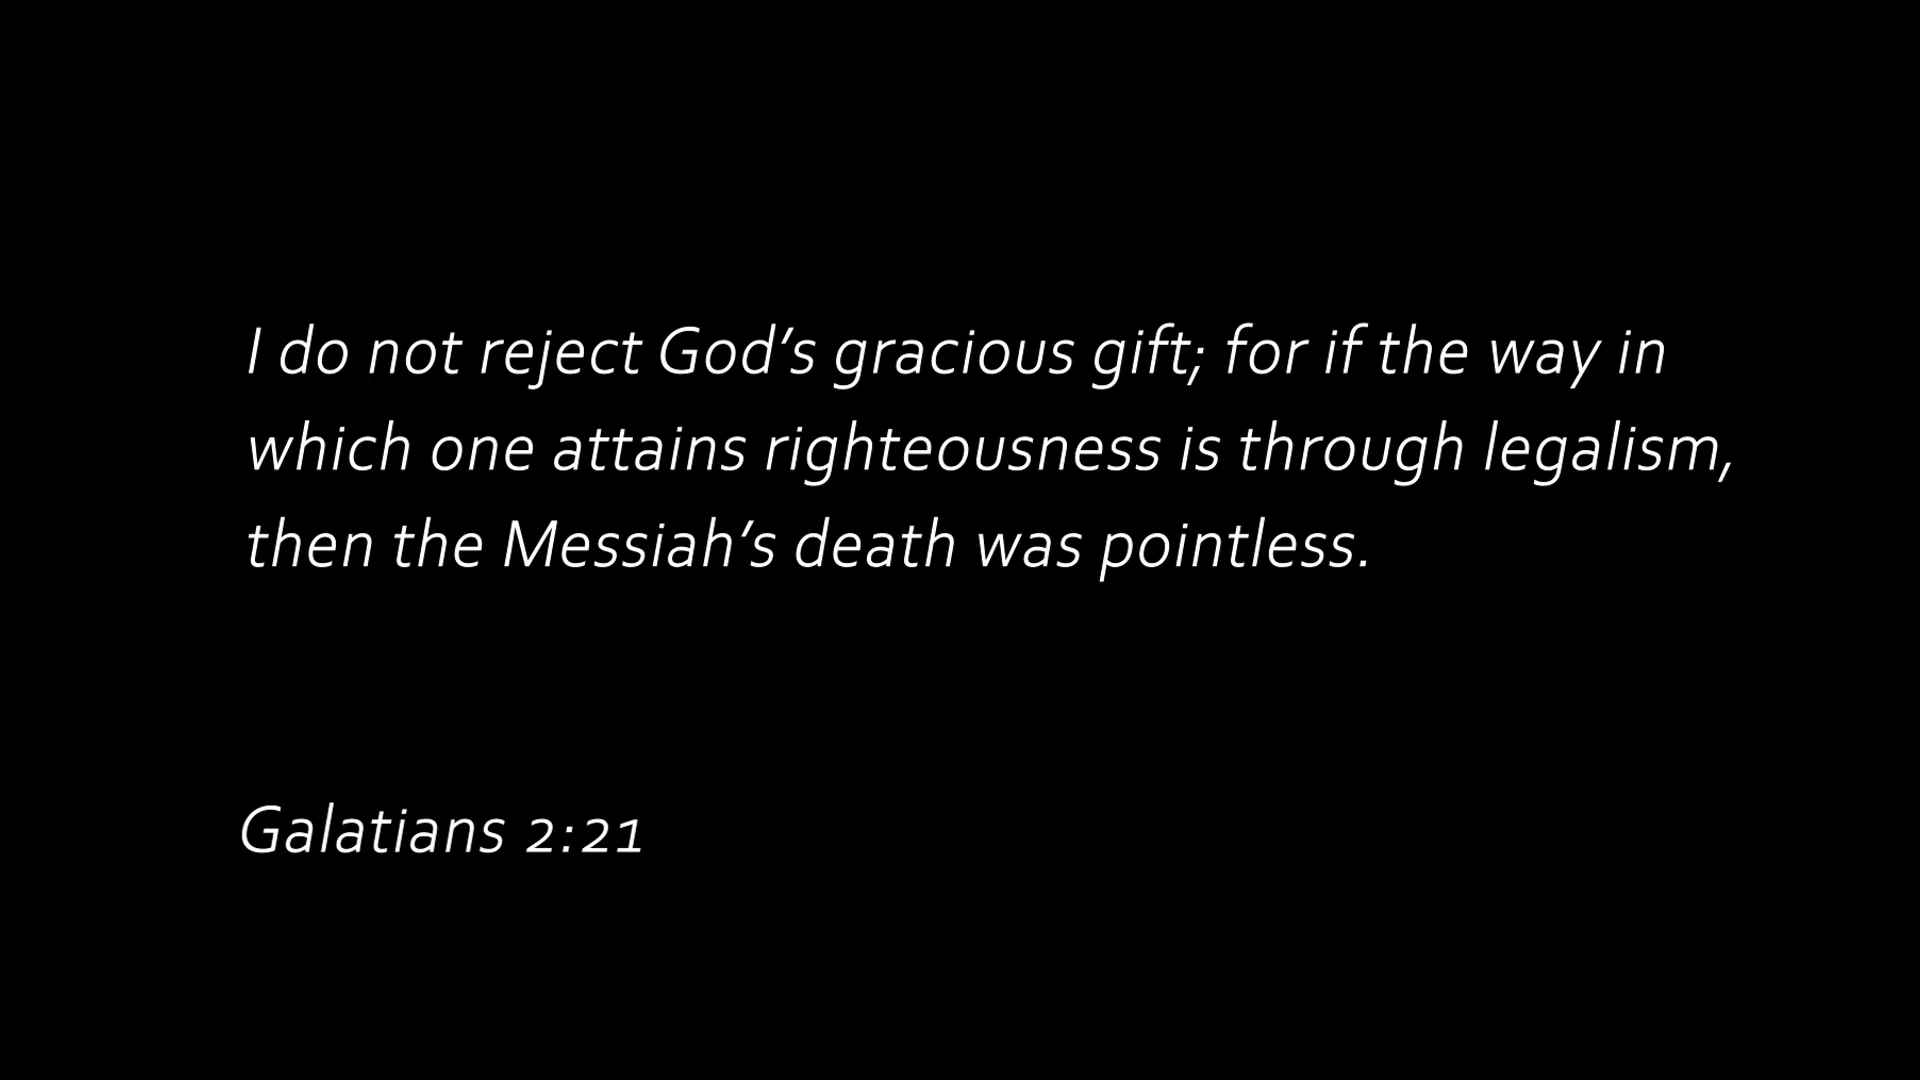 I do not reject God’s gracious gift; for if the way in
which one attains righteousness is through legalism,
then the Messiah’s death was pointless.
Galatians 2:21